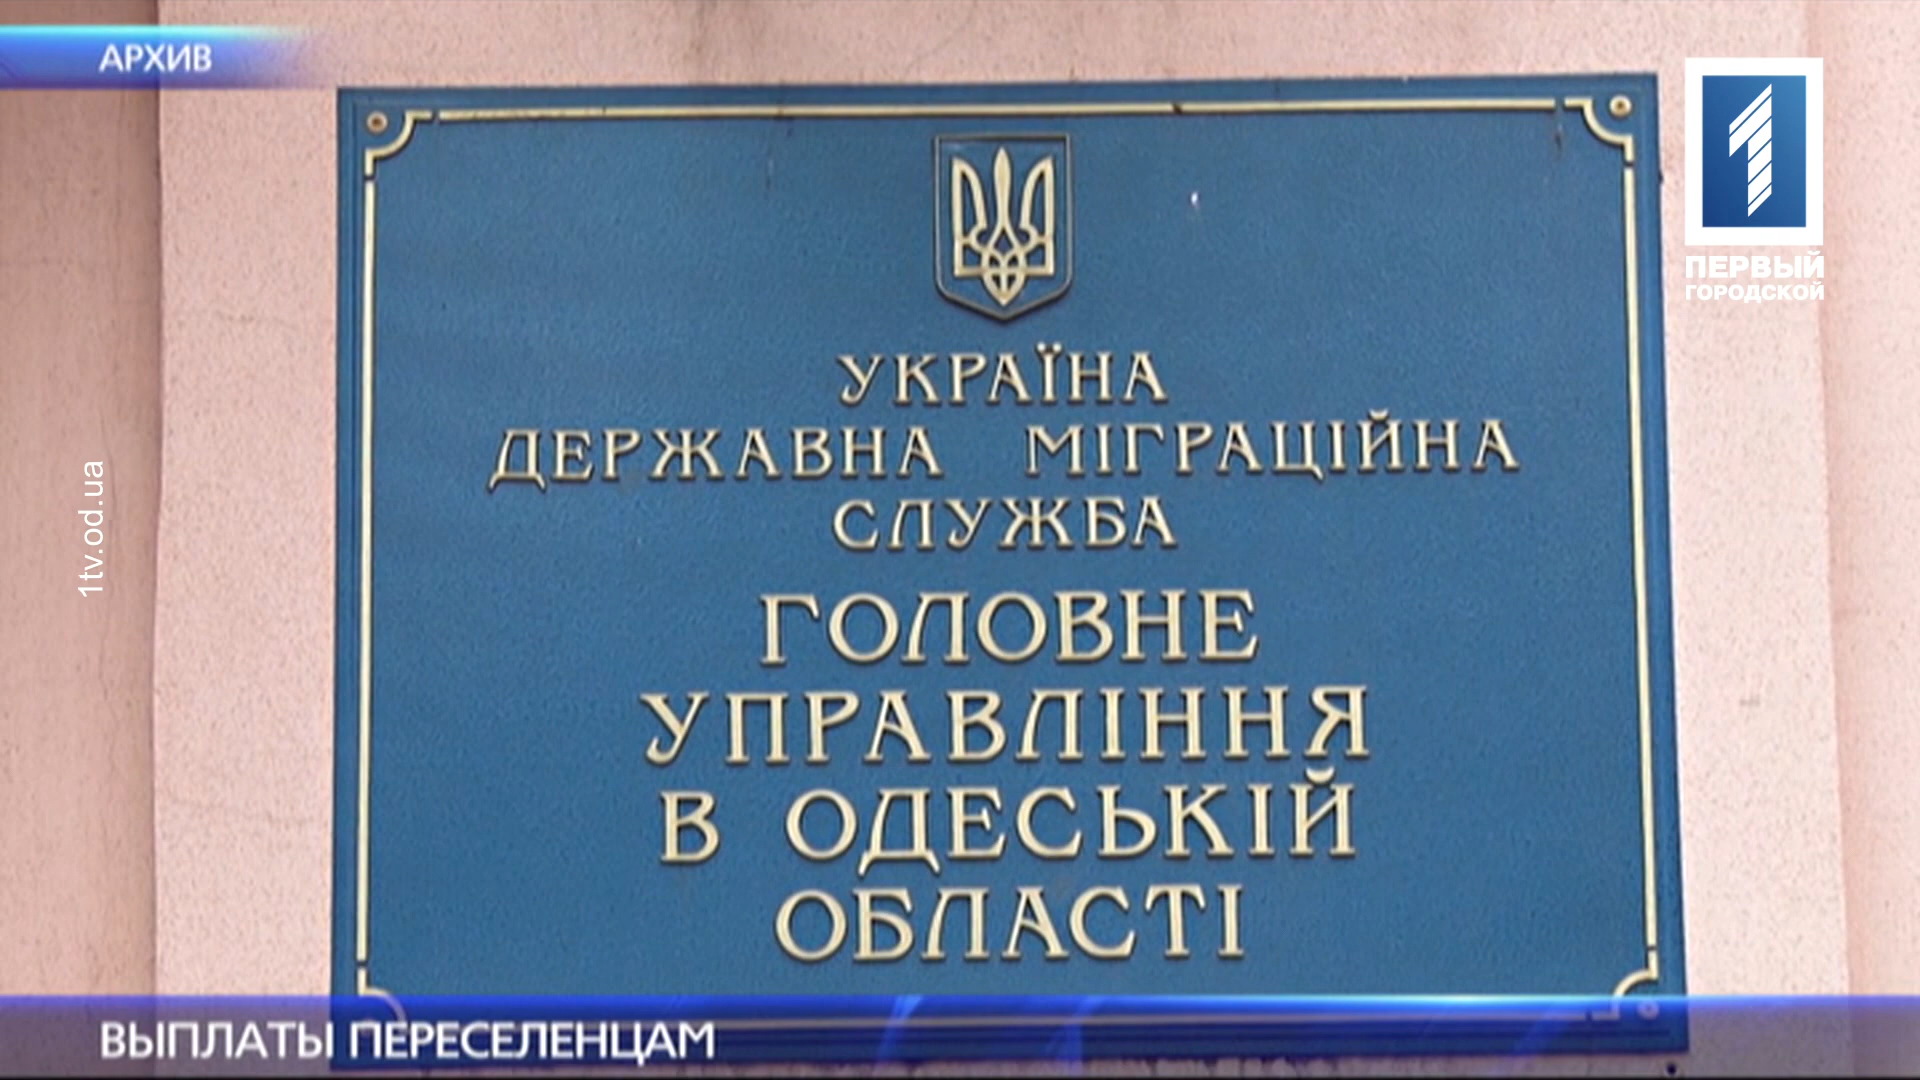 АРХИВ
ПЕРВЫЙ
ГОРОДСКОЙ
УКРАЇНА
ДЕРЖАВНА МІГРАЦІЙНА
СЛУЖБА
ГОЛОВНЕ
УПРАВЛІННЯ
В ОДЕСЬКІЙ
ОБЛАСТІ
1tv.od.ua
ВЫПЛАТЫ ПЕРЕСЕЛЕНЦАМ